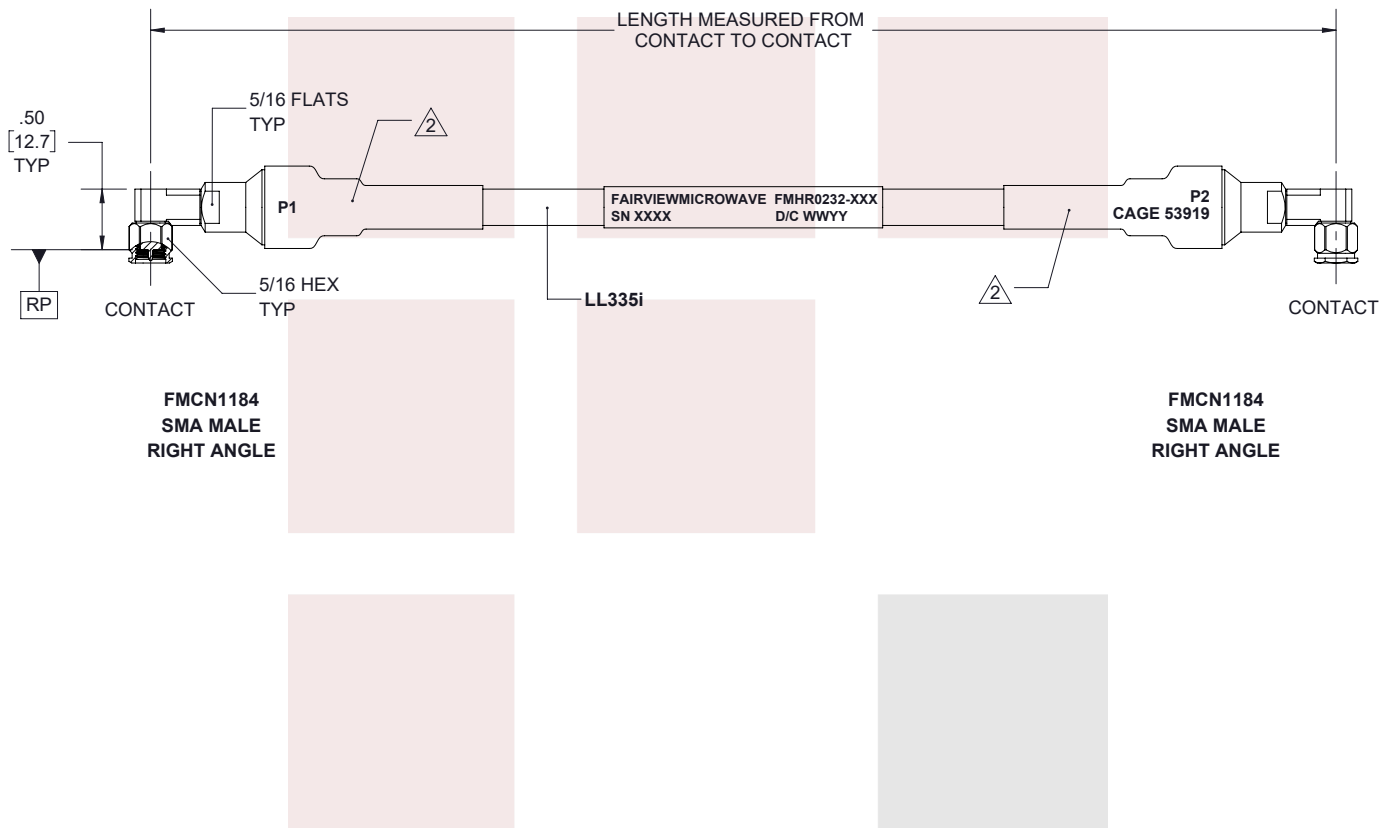 LENGTH MEASURED FROM
CONTACT TO CONTACT
5/16 FLATS
TYP
.50
[12.7]
TYP
2
P1
FAIRVIEWMICROWAVE FMHR0232-XXX
SN XXXX D/C WWYY
P2
CAGE 53919
RP
CONTACT
5/16 HEX
TYP
LL335i
2
CONTACT
FMCN1184
SMA MALE
RIGHT ANGLE
FMCN1184
SMA MALE
RIGHT ANGLE